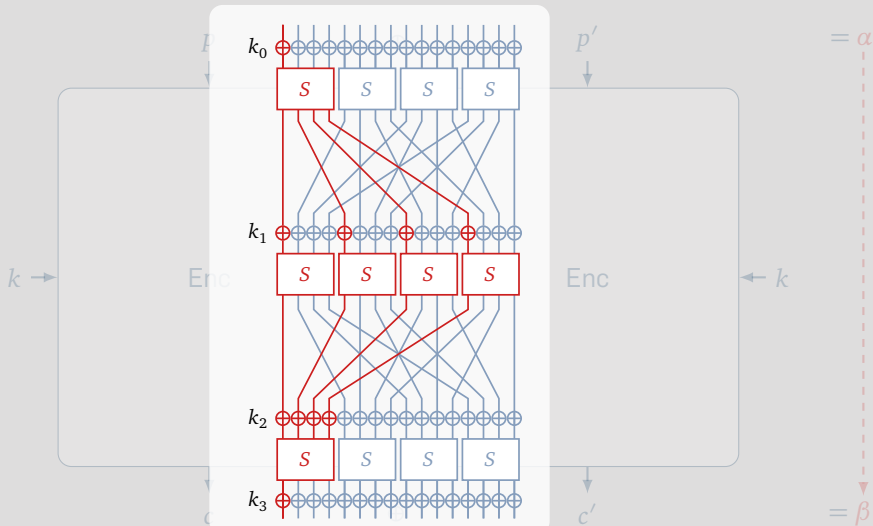 p p′ = α
k₀
S S S S
k₁
S S S S
k Enc Enc k
k₂
S S S S
k₃
c c′ = β